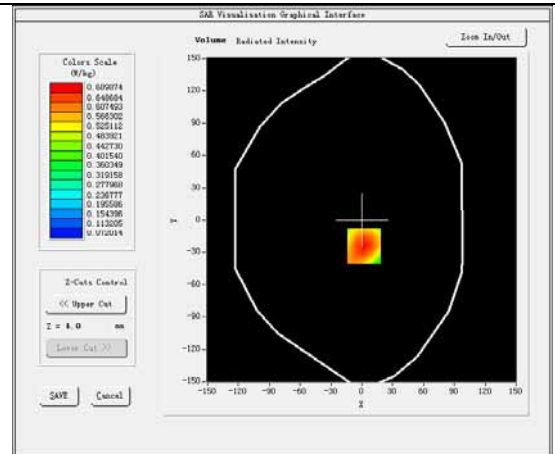 SAR Visualisation Graphical Interface
Volume Radiated Intensity
Zoom In/Out
Colors Scale
(W/kg)
0.689874
0.648684
0.607493
0.566302
0.525112
0.483921
0.442730
0.401540
0.360349
0.319158
0.277968
0.236777
0.195586
0.154396
0.113205
0.072014
150
120
90
60
30
0
-30
-60
-90
-120
-150
Y
-150 -120 -90 -60 -30 0 30 60 90 120 150
X
Z-Cuts Control
<< Upper Cut
Z = 4.0 mm
Lower Cut >>
SAVE
Cancel